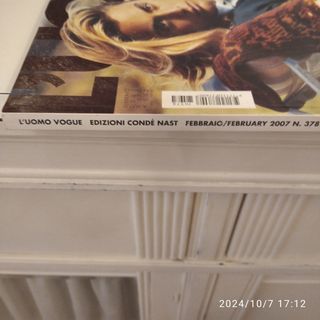 L'UOMO VOGUE EDIZIONI CONDÉ NAST FEBBRAIO/FEBRUARY 2007 N. 378
2024/10/7 17:12